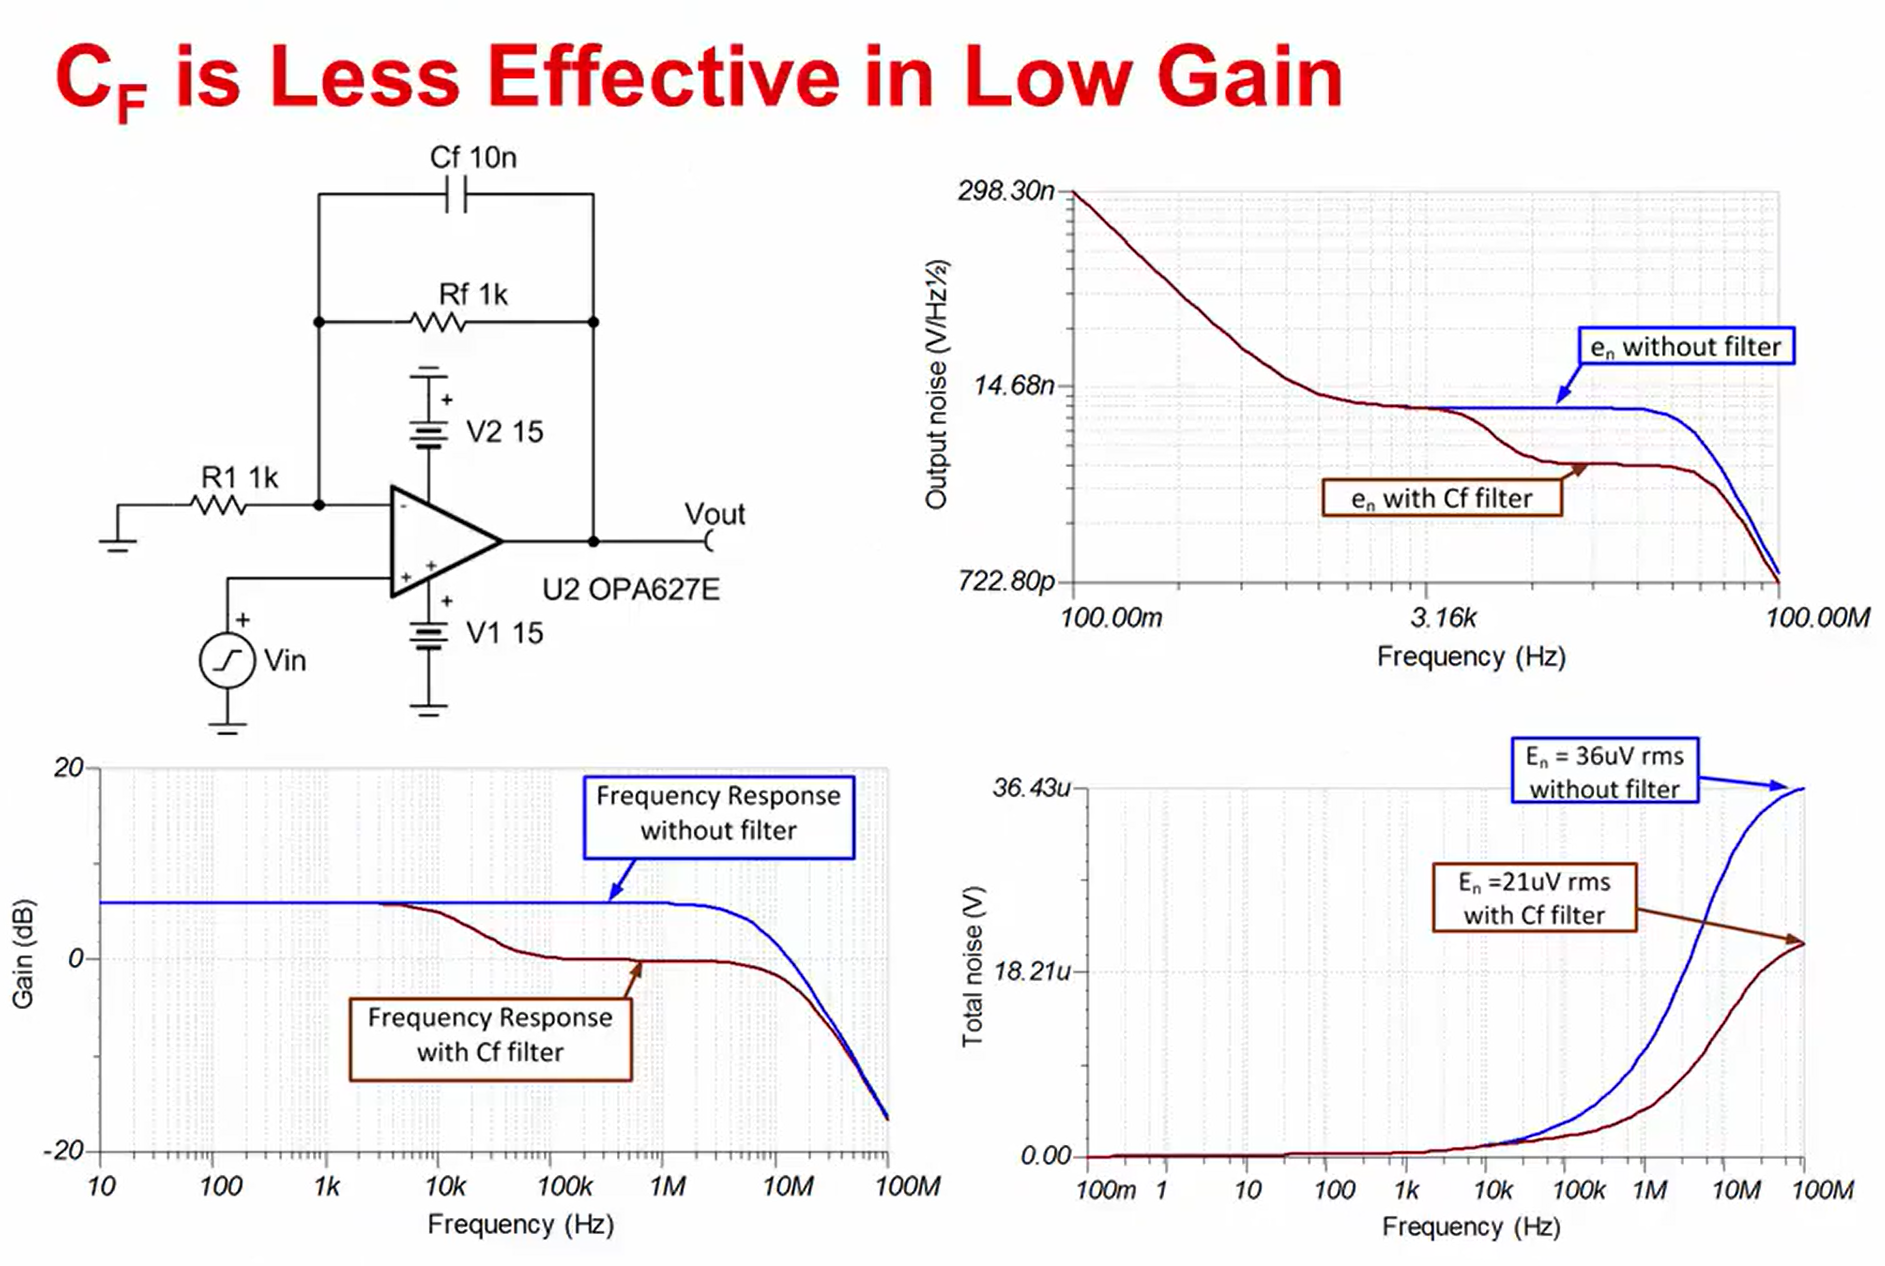 CF is Less Effective in Low Gain
Cf 10n
Rf 1k
+
V2 15
R1 1k
-
+
+
Vout
U2 OPA627E
+
V1 15
+
Vin
298.30n
14.68n
722.80p
Output noise (V/Hz½)
en without filter
en with Cf filter
100.00m
3.16k
100.00M
Frequency (Hz)
20
0
-20
Gain (dB)
Frequency Response
without filter
Frequency Response
with Cf filter
10
100
1k
10k
100k
1M
10M
100M
Frequency (Hz)
36.43u
18.21u
0.00
Total noise (V)
En = 36uV rms
without filter
En =21uV rms
with Cf filter
100m
1
10
100
1k
10k
100k
1M
10M
100M
Frequency (Hz)